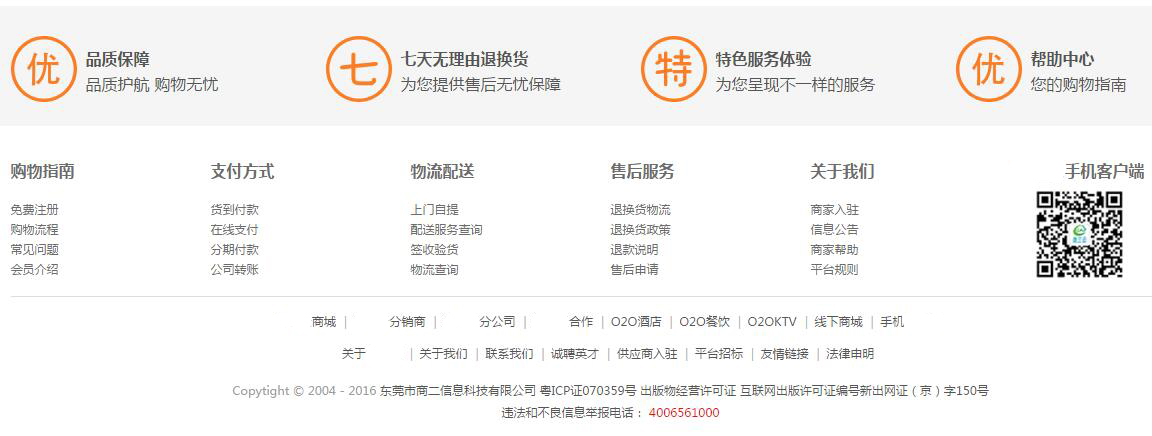 优 品质保障 七 七天无理由退换货 特 特色服务体验 优 帮助中心
品质护航 购物无忧 为您提供售后无忧保障 为您呈现不一样的服务 您的购物指南
购物指南 支付方式 物流配送 售后服务 关于我们 手机客户端
免费注册 货到付款 上门自提 退换货物流 商家入驻
购物流程 在线支付 配送服务查询 退换货政策 信息公告
常见问题 分期付款 签收验货 退款说明 商家帮助
会员介绍 公司转账 物流查询 售后申请 平台规则
商城 | 分销商 | 分公司 | 合作 | O2O酒店 | O2O餐饮 | O2OKTV | 线下商城 | 手机
关于 | 关于我们 | 联系我们 | 诚聘英才 | 供应商入驻 | 平台招标 | 友情链接 | 法律申明
Copyright © 2004 - 2016 东莞市商二信息科技有限公司 粤ICP证070359号 出版物经营许可证 互联网出版许可证编号新出网证（京）字150号
违法和不良信息举报电话： 4006561000